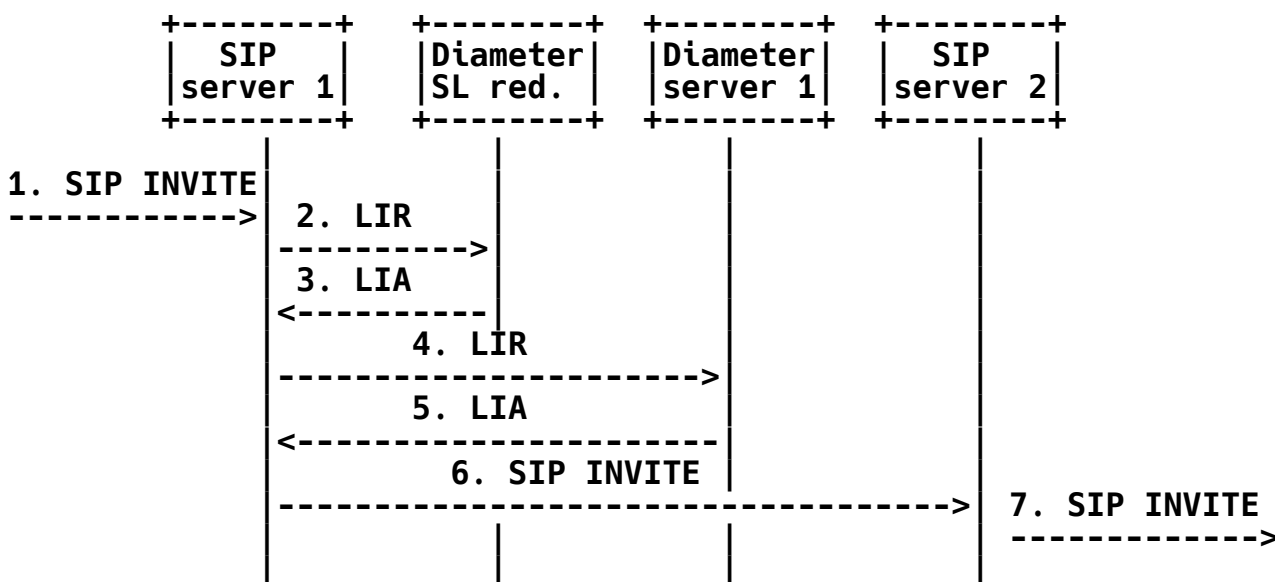 SIP
server 1
Diameter
SL red.
Diameter
server 1
SIP
server 2
1. SIP INVITE
2. LIR
3. LIA
4. LIR
5. LIA
6. SIP INVITE
7. SIP INVITE